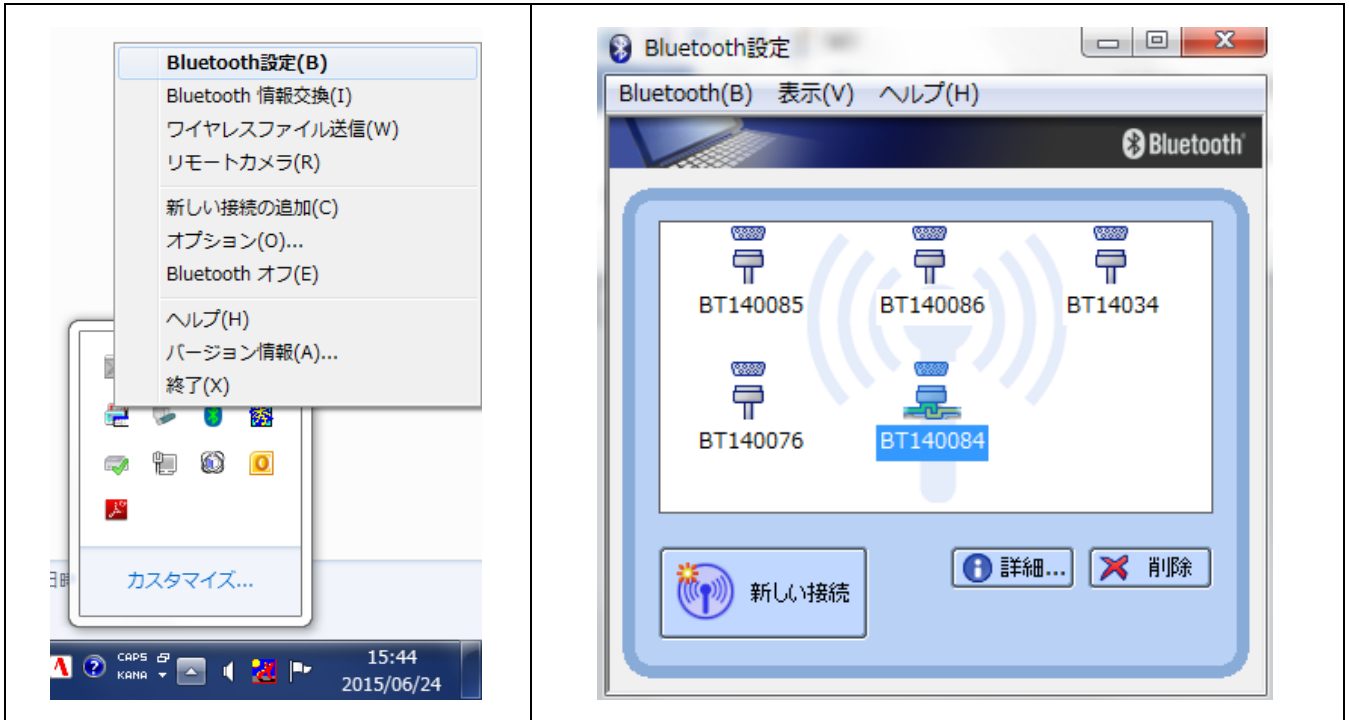 Bluetooth設定(B)
Bluetooth 情報交換(I)
ワイヤレスファイル送信(W)
リモートカメラ(R)
新しい接続の追加(C)
オプション(O)...
Bluetooth オフ(E)
ヘルプ(H)
バージョン情報(A)...
終了(X)
カスタマイズ...
CAPS
KANA
15:44
2015/06/24
Bluetooth設定
Bluetooth(B) 表示(V) ヘルプ(H)
Bluetooth
BT140085 BT140086 BT14034
BT140076 BT140084
新しい接続 詳細... 削除